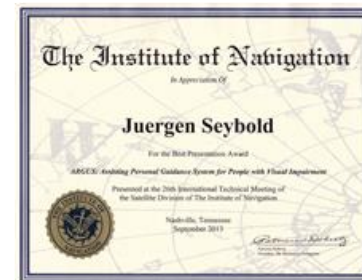 The Institute of Navigation
In Appreciation Of
Juergen Seybold
For the Best Presentation Award
ARGUS: Assisting Personal Guidance System for People with Visual Impairment
Presented at the 26th International Technical Meeting of
the Satellite Division of The Institute of Navigation
Nashville, Tennessee
September 2013